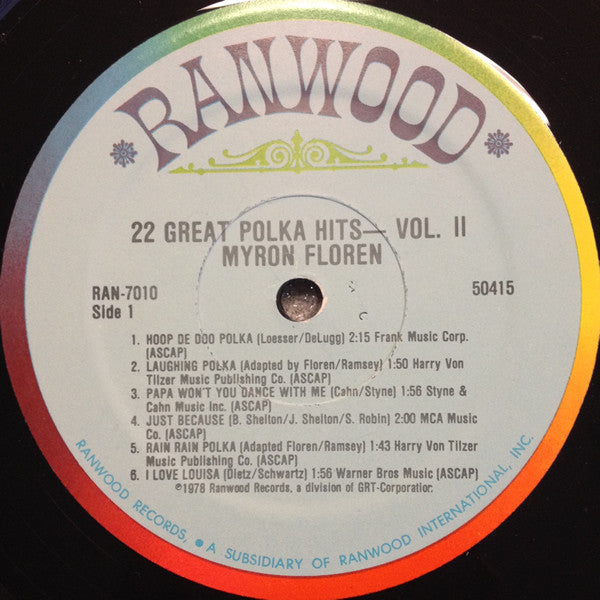 RANWOOD
22 GREAT POLKA HITS— VOL. II
MYRON FLOREN
RAN-7010 50415
Side 1
1. HOOP DE DOO POLKA (Loesser/DeLugg) 2:15 Frank Music Corp.
(ASCAP)
2. LAUGHING POLKA (Adapted by Floren/Ramsey) 1:50 Harry Von
Tilzer Music Publishing Co. (ASCAP)
3. PAPA WON'T YOU DANCE WITH ME (Cahn/Styne) 1:56 Styne &
Cahn Music Inc. (ASCAP)
4. JUST BECAUSE (B. Shelton/J. Shelton/S. Robin) 2:00 MCA Music
Co. (ASCAP)
5. RAIN RAIN POLKA (Adapted Floren/Ramsey) 1:43 Harry Von Tilzer
Music Publishing Co. (ASCAP)
6. I LOVE LOUISA (Dietz/Schwartz) 1:56 Warner Bros Music (ASCAP)
℗1978 Ranwood Records, a division of GRT-Corporation.
RANWOOD RECORDS, • A SUBSIDIARY OF RANWOOD INTERNATIONAL, INC.